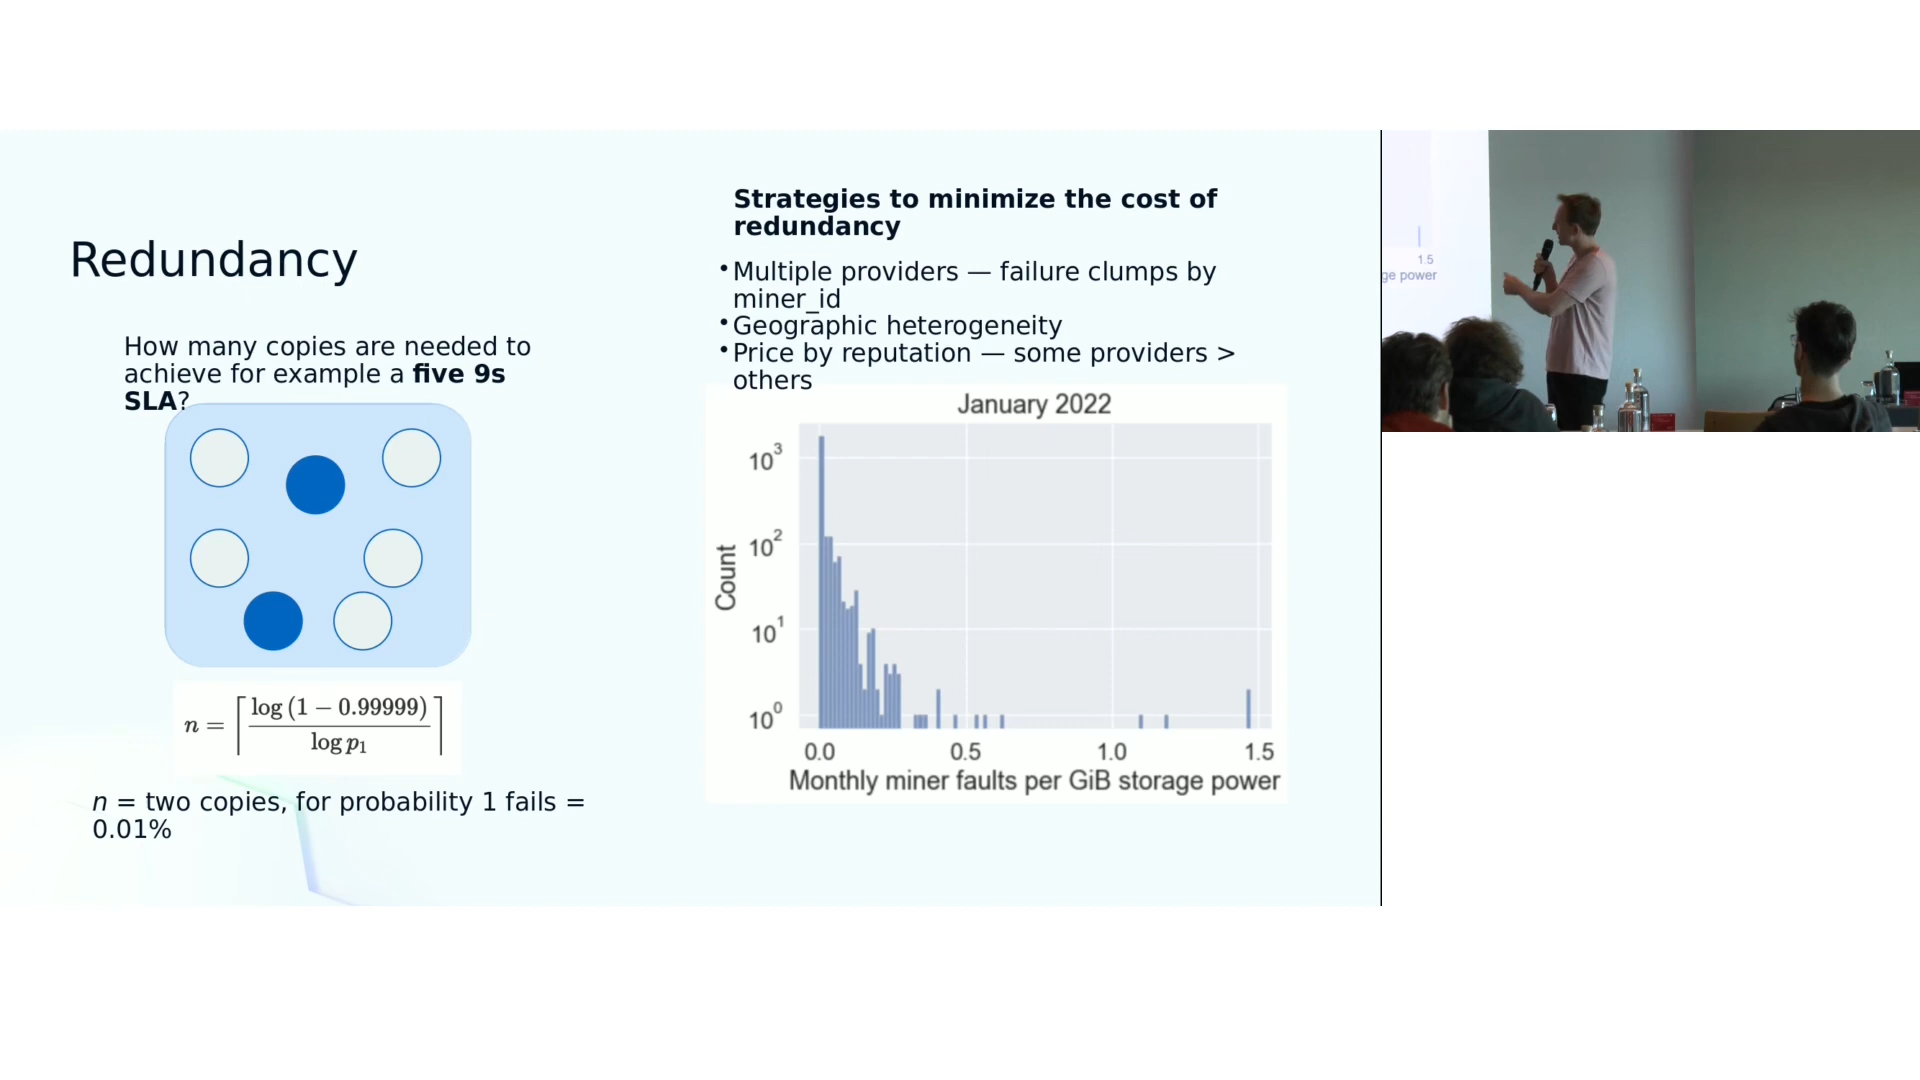 Redundancy
How many copies are needed to
achieve for example a five 9s
SLA?
n = ⌈ log (1 − 0.99999) / log p₁ ⌉
n = two copies, for probability 1 fails =
0.01%
Strategies to minimize the cost of
redundancy
•Multiple providers — failure clumps by
miner_id
•Geographic heterogeneity
•Price by reputation — some providers >
others
January 2022
Count
10³
10²
10¹
10⁰
0.0 0.5 1.0 1.5
Monthly miner faults per GiB storage power
1.5
ge power